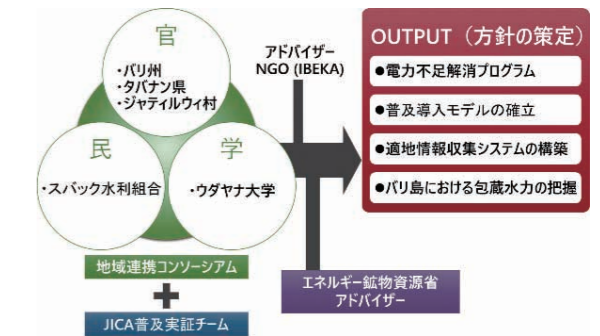 官
・バリ州
・タバナン県
・ジャティルウィ村
民
・スバック水利組合
学
・ウダヤナ大学
地域連携コンソーシアム
+
JICA普及実証チーム
アドバイザー
NGO (IBEKA)
エネルギー鉱物資源省
アドバイザー
OUTPUT（方針の策定）
●電力不足解消プログラム
●普及導入モデルの確立
●適地情報収集システムの構築
●バリ島における包蔵水力の把握